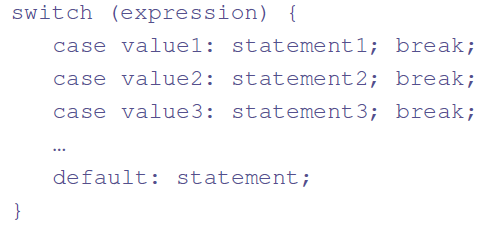 switch (expression) {
case value1: statement1; break;
case value2: statement2; break;
case value3: statement3; break;
…
default: statement;
}